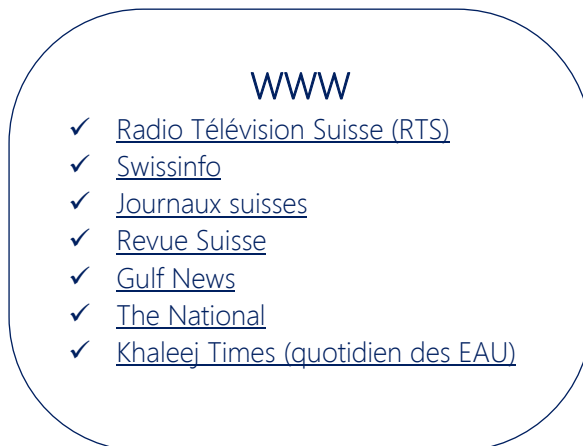 WWW
✓ Radio Télévision Suisse (RTS)
✓ Swissinfo
✓ Journaux suisses
✓ Revue Suisse
✓ Gulf News
✓ The National
✓ Khaleej Times (quotidien des EAU)